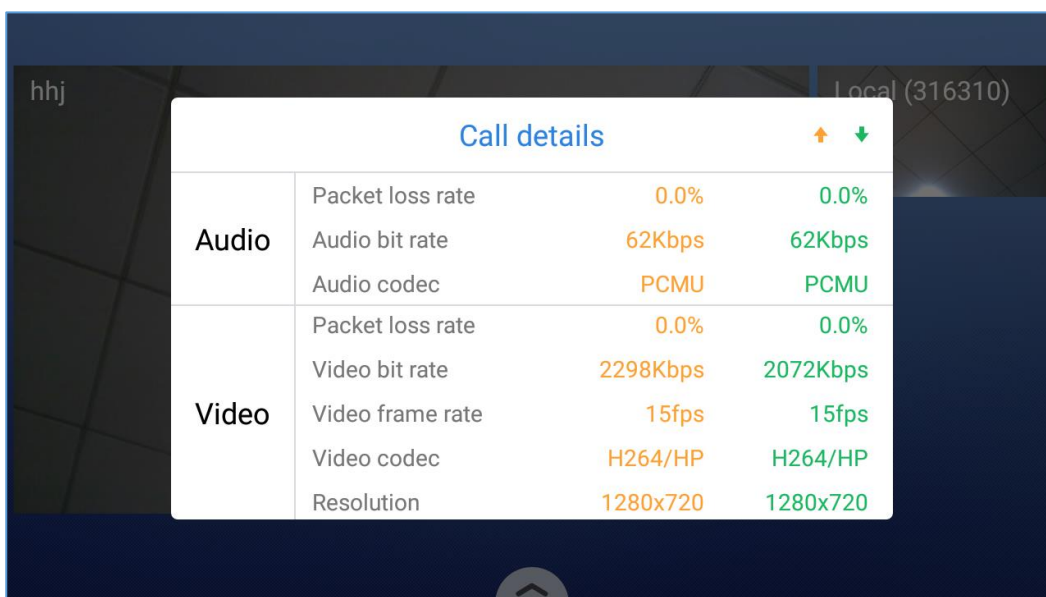 hhj
Local (316310)
Call details
Audio
Packet loss rate 0.0% 0.0%
Audio bit rate 62Kbps 62Kbps
Audio codec PCMU PCMU
Video
Packet loss rate 0.0% 0.0%
Video bit rate 2298Kbps 2072Kbps
Video frame rate 15fps 15fps
Video codec H264/HP H264/HP
Resolution 1280x720 1280x720